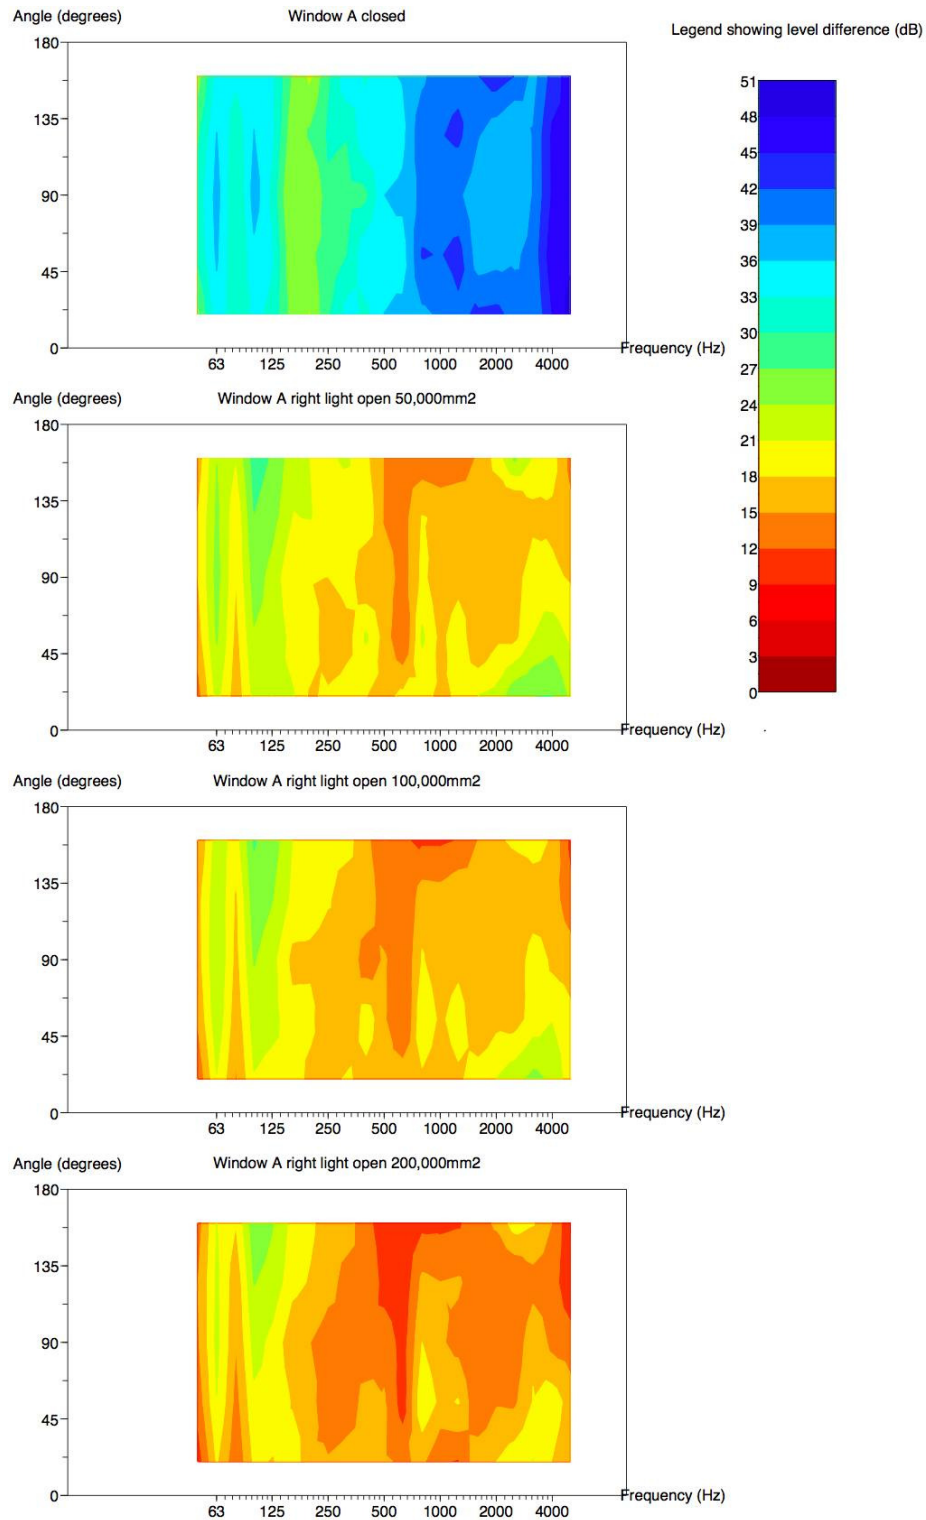 Angle (degrees) Window A closed
Legend showing level difference (dB)
180
135
90
45
0
63 125 250 500 1000 2000 4000
Frequency (Hz)
51
48
45
42
39
36
33
30
27
24
21
18
15
12
9
6
3
0
Angle (degrees) Window A right light open 50,000mm2
180
135
90
45
0
63 125 250 500 1000 2000 4000
Frequency (Hz)
Angle (degrees) Window A right light open 100,000mm2
180
135
90
45
0
63 125 250 500 1000 2000 4000
Frequency (Hz)
Angle (degrees) Window A right light open 200,000mm2
180
135
90
45
0
63 125 250 500 1000 2000 4000
Frequency (Hz)